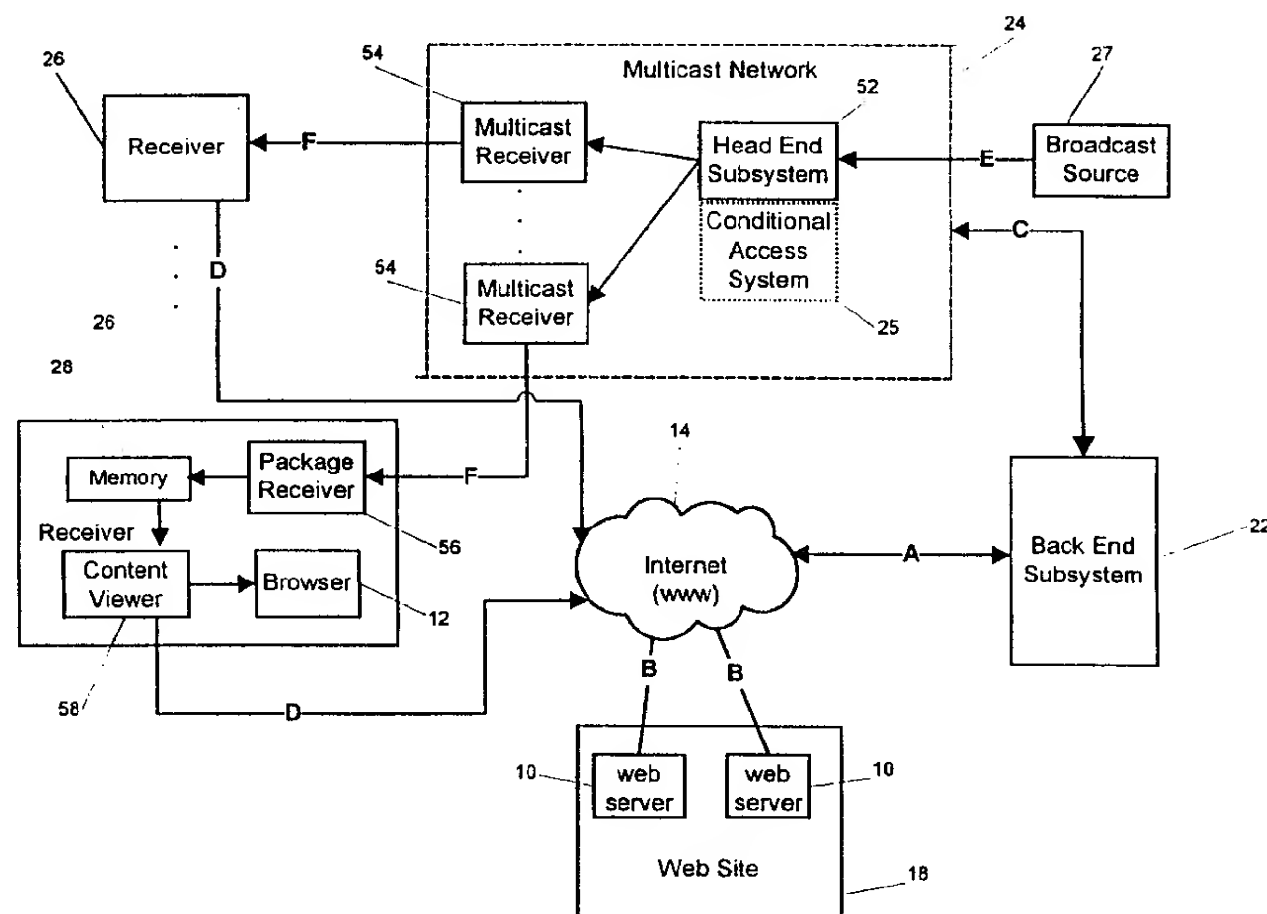 24
54
26
Multicast Network
27
52
Receiver
F
Multicast
Receiver
Head End
Subsystem
E
Broadcast
Source
Conditional
Access
System
C
D
54
Multicast
Receiver
25
26
28
14
Memory
Package
Receiver
F
Receiver
56
Internet
(www)
A
Back End
Subsystem
22
Content
Viewer
Browser
12
B
B
58
D
10
web
server
web
server
10
Web Site
18